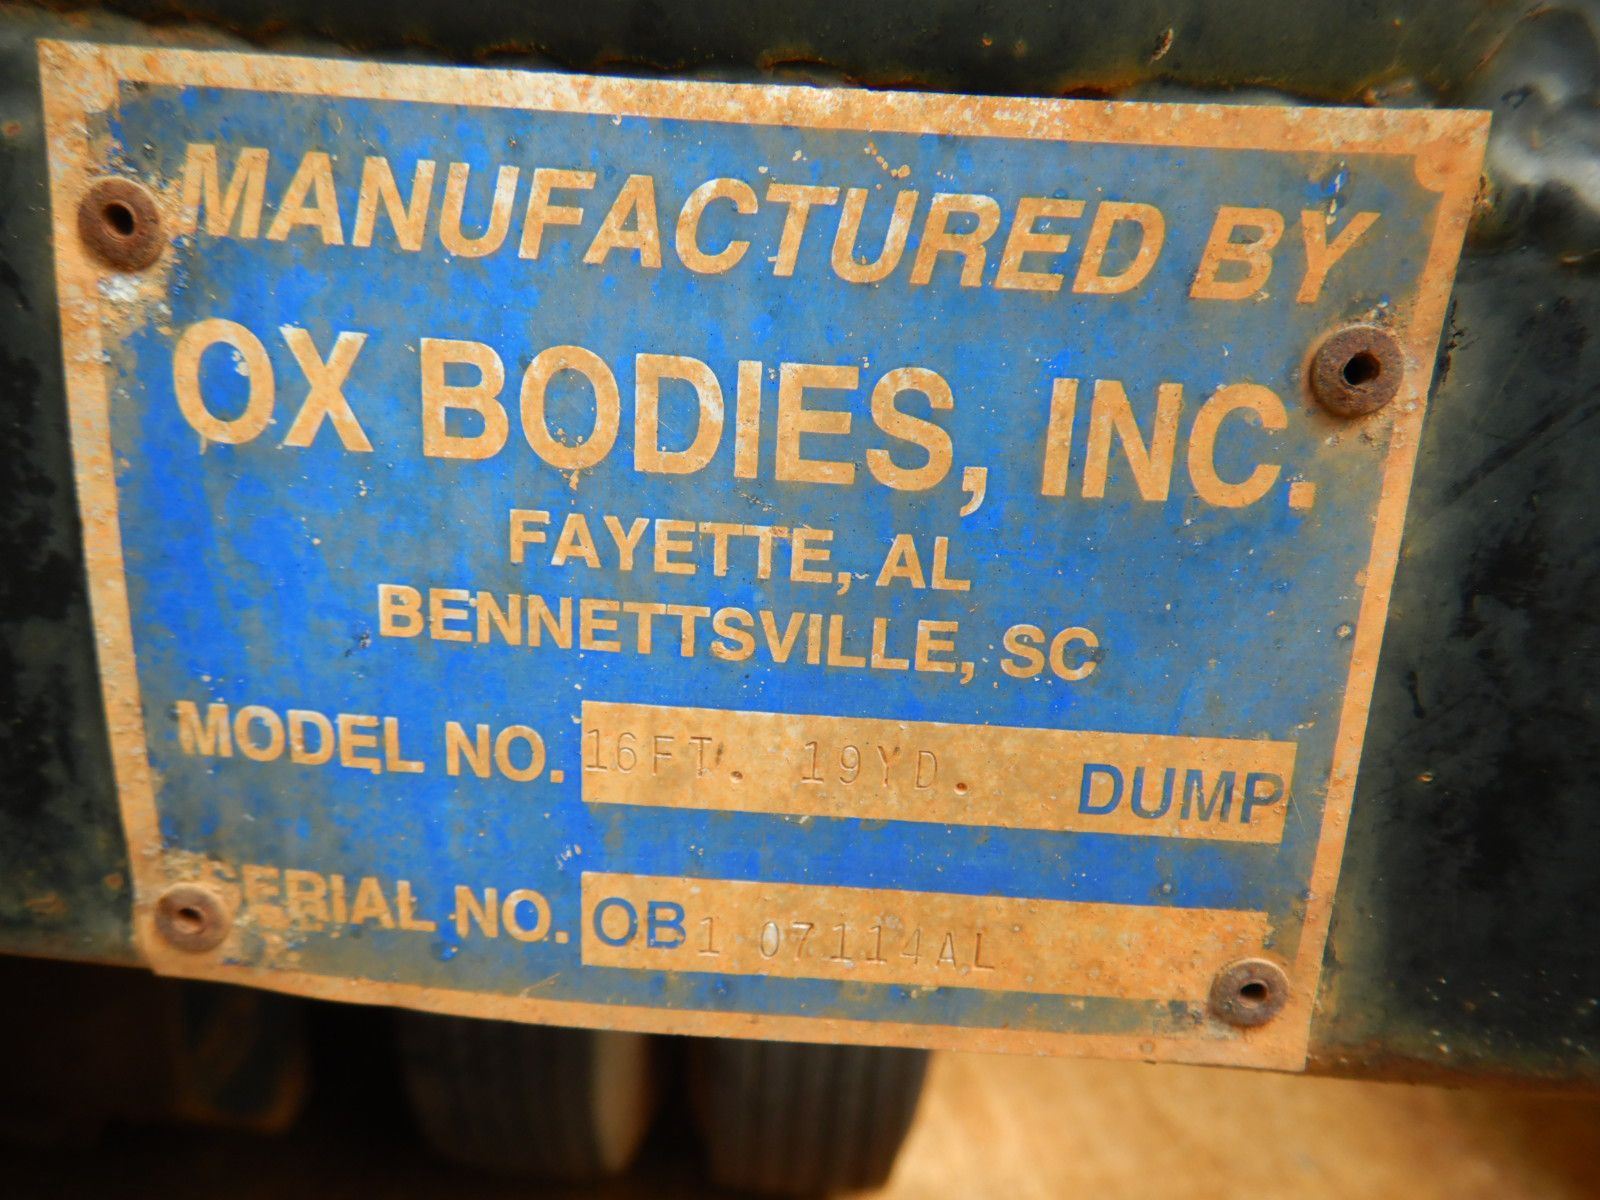 MANUFACTURED BY
OX BODIES, INC.
FAYETTE, AL
BENNETTSVILLE, SC
MODEL NO. 16FT. 19YD. DUMP
SERIAL NO. OB1 07114AL